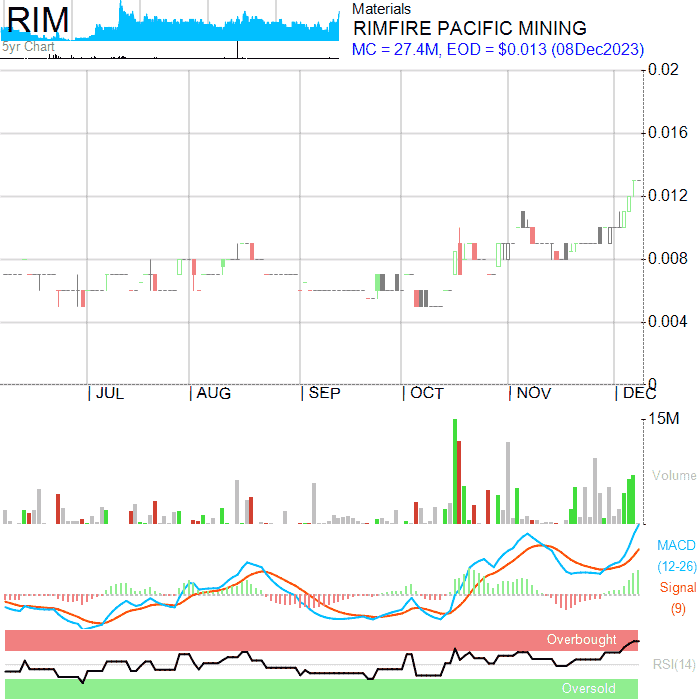 RIM
5yr Chart
Materials
RIMFIRE PACIFIC MINING
MC = 27.4M, EOD = $0.013 (08Dec2023)
0.02
0.016
0.012
0.008
0.004
0
JUL AUG SEP OCT NOV DEC
15M
Volume
MACD
(12-26)
Signal
(9)
Overbought
RSI(14)
Oversold